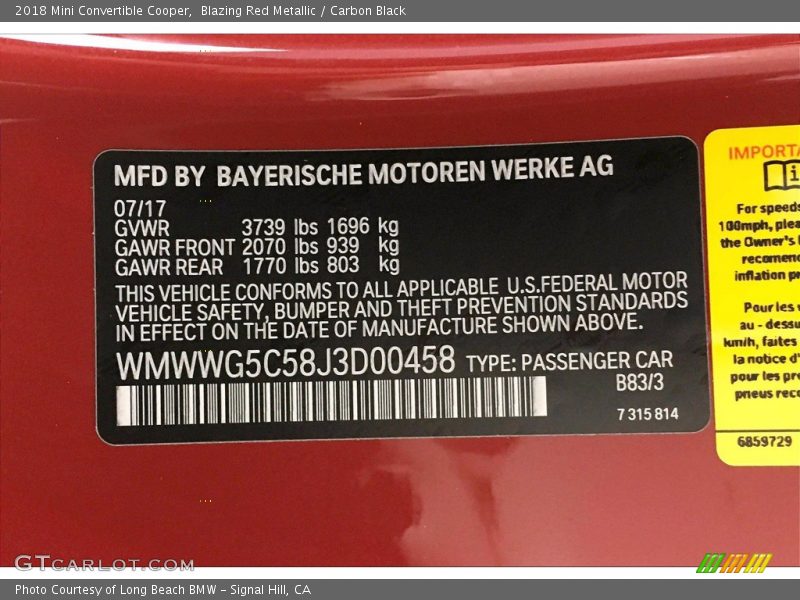 2018 Mini Convertible Cooper, Blazing Red Metallic / Carbon Black
MFD BY BAYERISCHE MOTOREN WERKE AG
07/17
GVWR 3739 lbs 1696 kg
GAWR FRONT 2070 lbs 939 kg
GAWR REAR 1770 lbs 803 kg
THIS VEHICLE CONFORMS TO ALL APPLICABLE U.S.FEDERAL MOTOR
VEHICLE SAFETY, BUMPER AND THEFT PREVENTION STANDARDS
IN EFFECT ON THE DATE OF MANUFACTURE SHOWN ABOVE.
WMWWG5C58J3D00458 TYPE: PASSENGER CAR
B83/3
7 315 814
IMPORTA
i
For speeds
100mph, plea
the Owner's
recomend
inflation pr
Pour les
au - dessu
km/h, faites
la notice d'
pour les pre
pneus reco
6859729
GTcarlot.com
Photo Courtesy of Long Beach BMW - Signal Hill, CA